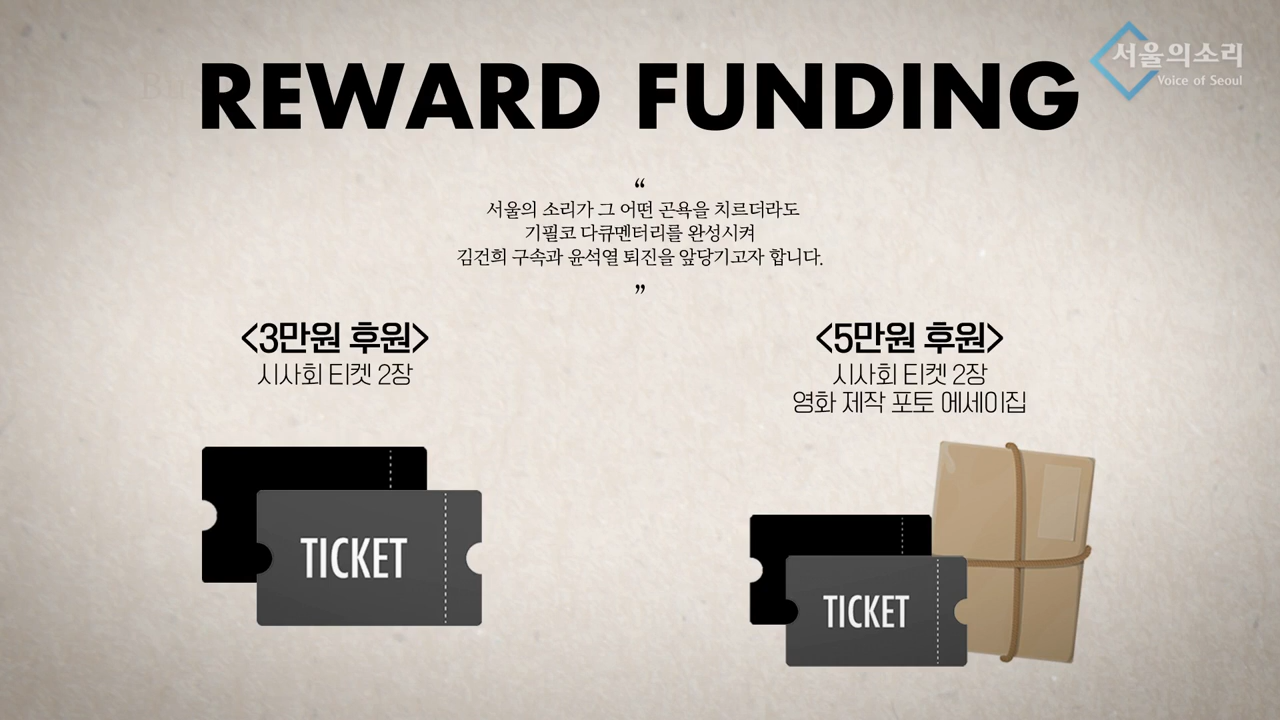 서울의소리
Voice of Seoul
REWARD FUNDING
“
서울의 소리가 그 어떤 곤욕을 치르더라도
기필코 다큐멘터리를 완성시켜
김건희 구속과 윤석열 퇴진을 앞당기고자 합니다.
”
<3만원 후원>
시사회 티켓 2장
<5만원 후원>
시사회 티켓 2장
영화 제작 포토 에세이집
TICKET
TICKET